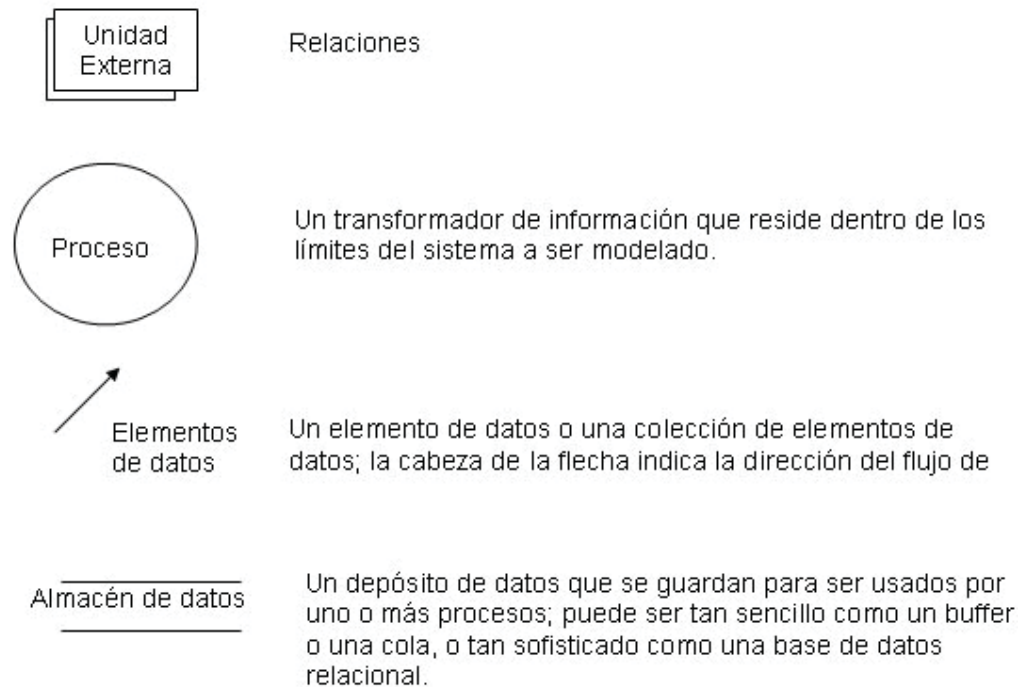 Unidad
Externa
Relaciones
Proceso
Un transformador de información que reside dentro de los
límites del sistema a ser modelado.
Elementos
de datos
Un elemento de datos o una colección de elementos de
datos; la cabeza de la flecha indica la dirección del flujo de
Almacén de datos
Un depósito de datos que se guardan para ser usados por
uno o más procesos; puede ser tan sencillo como un buffer
o una cola, o tan sofisticado como una base de datos
relacional.